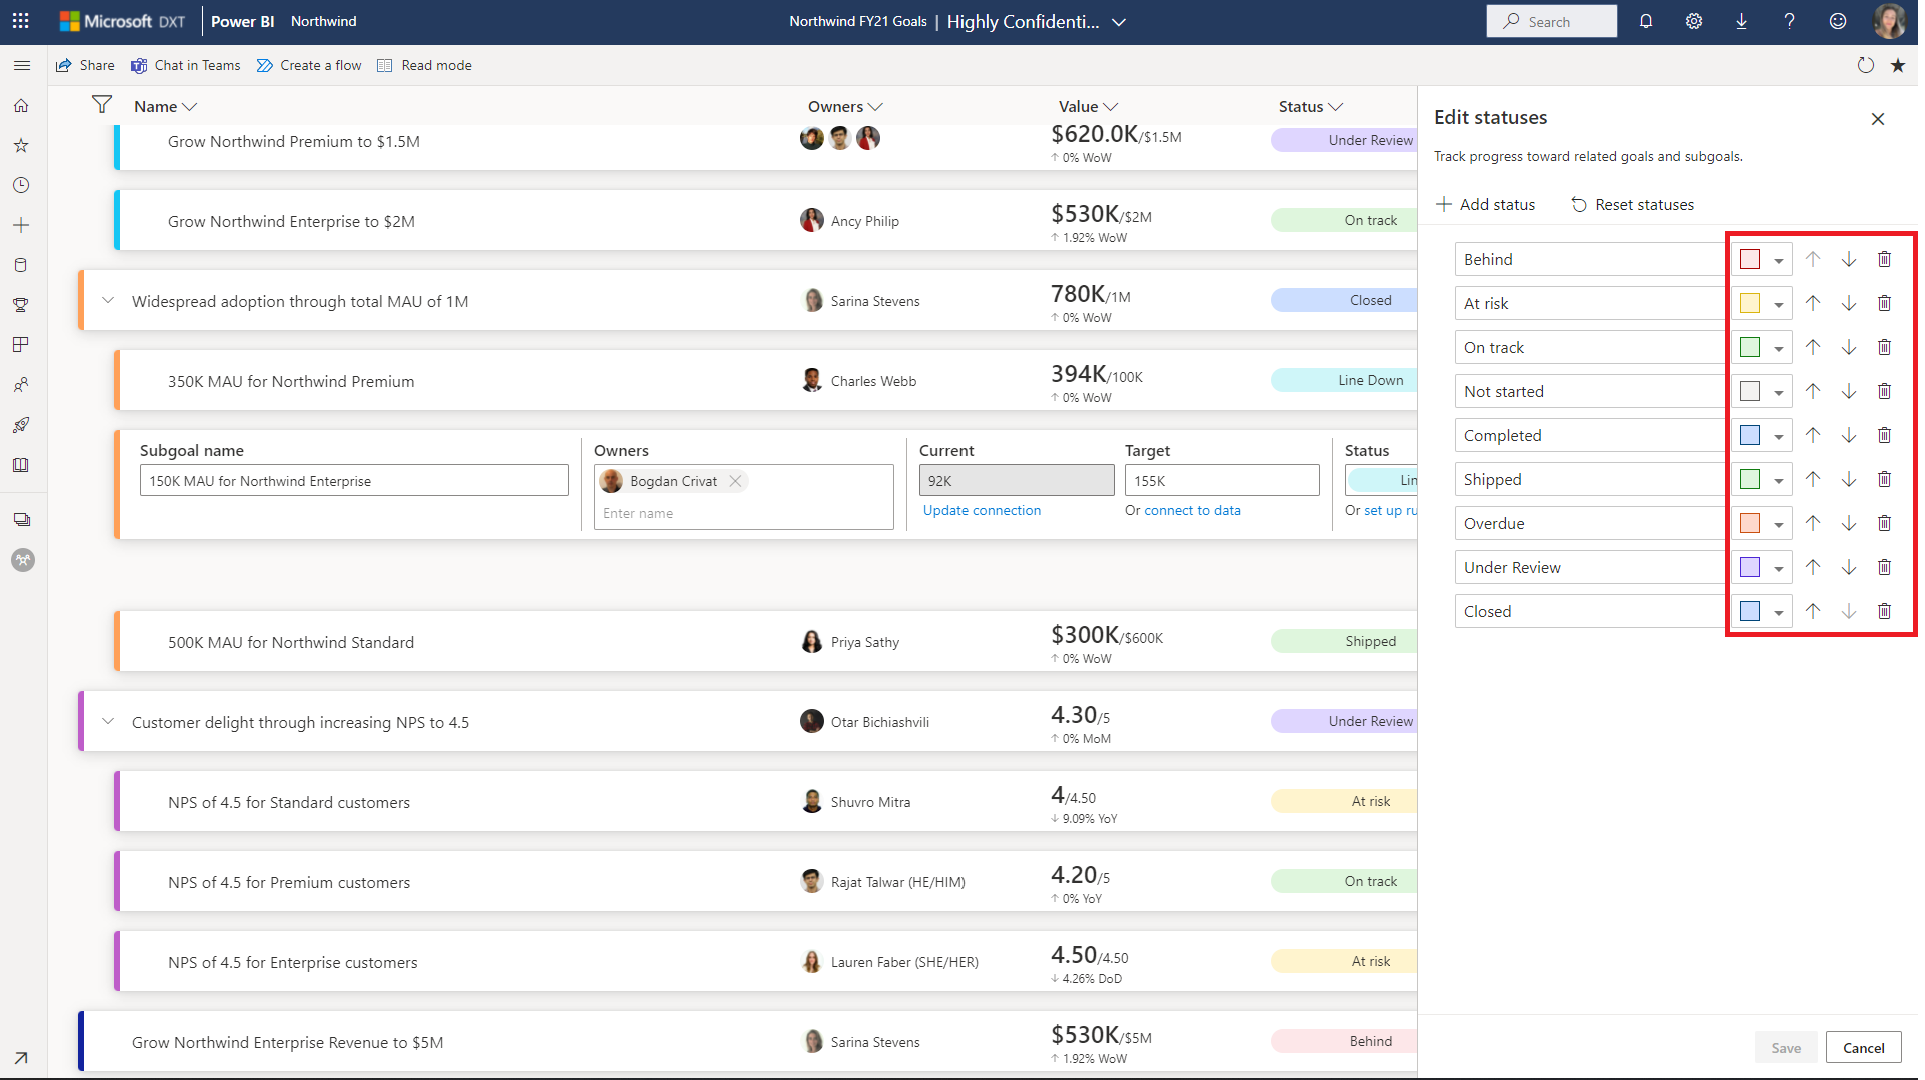 Microsoft DXT Power BI Northwind Northwind FY21 Goals | Highly Confidenti... Search
Share Chat in Teams Create a flow Read mode
Name Owners Value Status
Grow Northwind Premium to $1.5M $620.0K/$1.5M Under Review
0% WoW
Grow Northwind Enterprise to $2M Ancy Philip $530K/$2M On track
1.92% WoW
Widespread adoption through total MAU of 1M Sarina Stevens 780K/1M Closed
0% WoW
350K MAU for Northwind Premium Charles Webb 394K/100K Line Down
0% WoW
Subgoal name Owners Current Target Status
150K MAU for Northwind Enterprise Bogdan Crivat 92K 155K Lin
Enter name Update connection Or connect to data Or set up ru
500K MAU for Northwind Standard Priya Sathy $300K/$600K Shipped
0% WoW
Customer delight through increasing NPS to 4.5 Otar Bichiashvili 4.30/5 Under Review
0% MoM
NPS of 4.5 for Standard customers Shuvro Mitra 4/4.50 At risk
9.09% YoY
NPS of 4.5 for Premium customers Rajat Talwar (HE/HIM) 4.20/5 On track
0% YoY
NPS of 4.5 for Enterprise customers Lauren Faber (SHE/HER) 4.50/4.50 At risk
4.26% DoD
Grow Northwind Enterprise Revenue to $5M Sarina Stevens $530K/$5M Behind
1.92% WoW
Edit statuses
Track progress toward related goals and subgoals.
Add status Reset statuses
Behind
At risk
On track
Not started
Completed
Shipped
Overdue
Under Review
Closed
Save Cancel